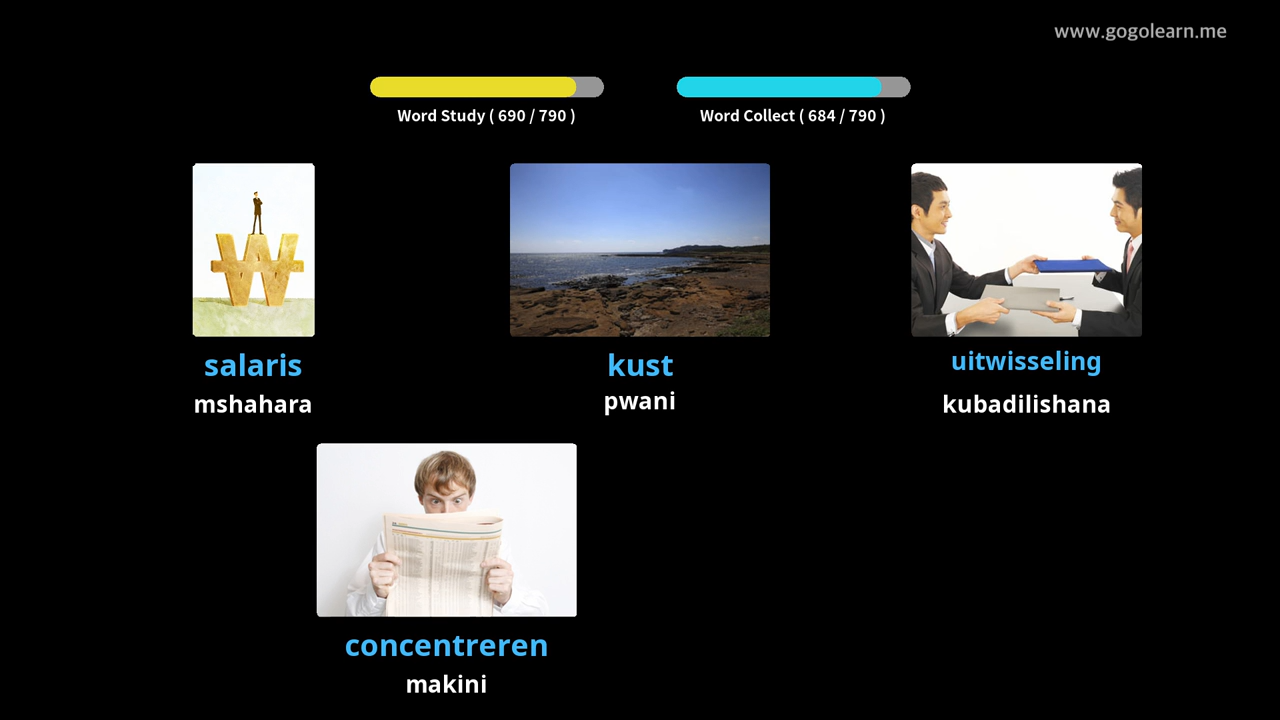 www.gogolearn.me
Word Study ( 690 / 790 )
Word Collect ( 684 / 790 )
salaris
mshahara
kust
pwani
uitwisseling
kubadilishana
concentreren
makini